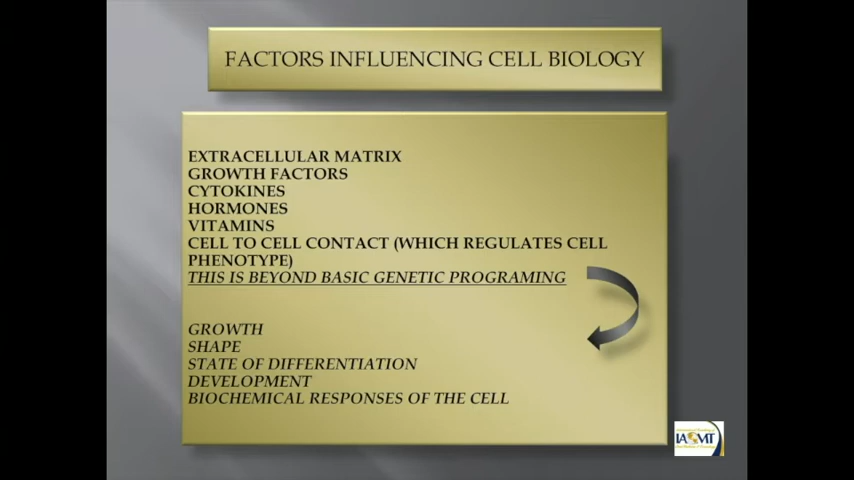 FACTORS INFLUENCING CELL BIOLOGY
EXTRACELLULAR MATRIX
GROWTH FACTORS
CYTOKINES
HORMONES
VITAMINS
CELL TO CELL CONTACT (WHICH REGULATES CELL
PHENOTYPE)
THIS IS BEYOND BASIC GENETIC PROGRAMING
GROWTH
SHAPE
STATE OF DIFFERENTIATION
DEVELOPMENT
BIOCHEMICAL RESPONSES OF THE CELL
IAOMT